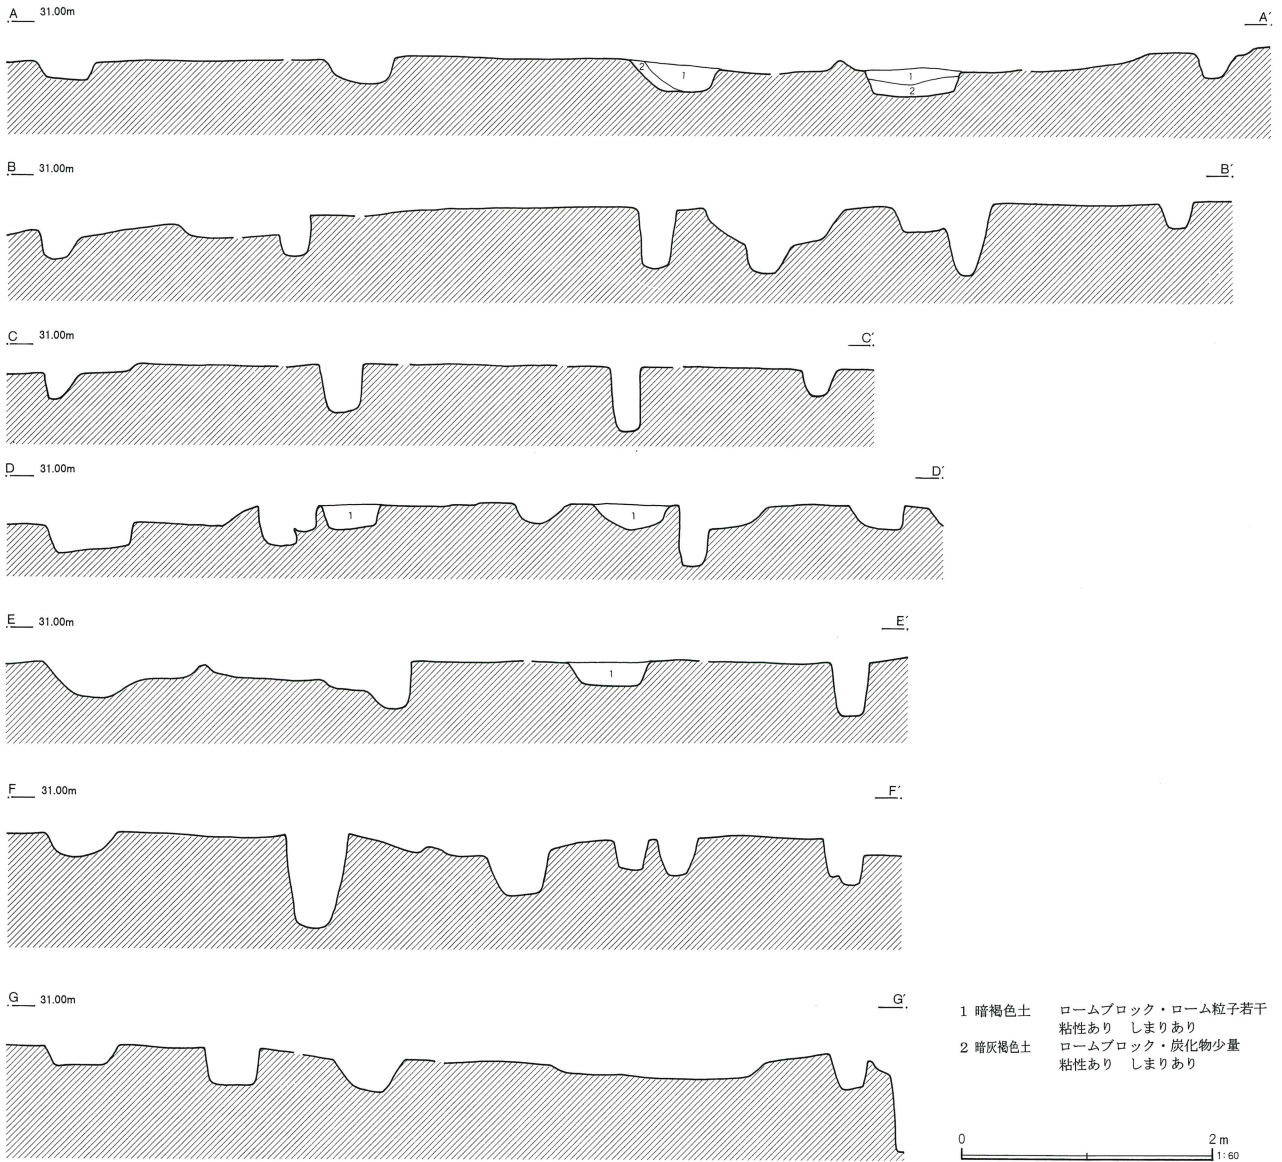 A 31.00m A′
2 1 1
2
B 31.00m B′
C 31.00m C′
D 31.00m D′
1 1
E 31.00m E′
1
F 31.00m F′
G 31.00m G′
1 暗褐色土 ロームブロック・ローム粒子若干
粘性あり しまりあり
2 暗灰褐色土 ロームブロック・炭化物少量
粘性あり しまりあり
0 2 m
1:60